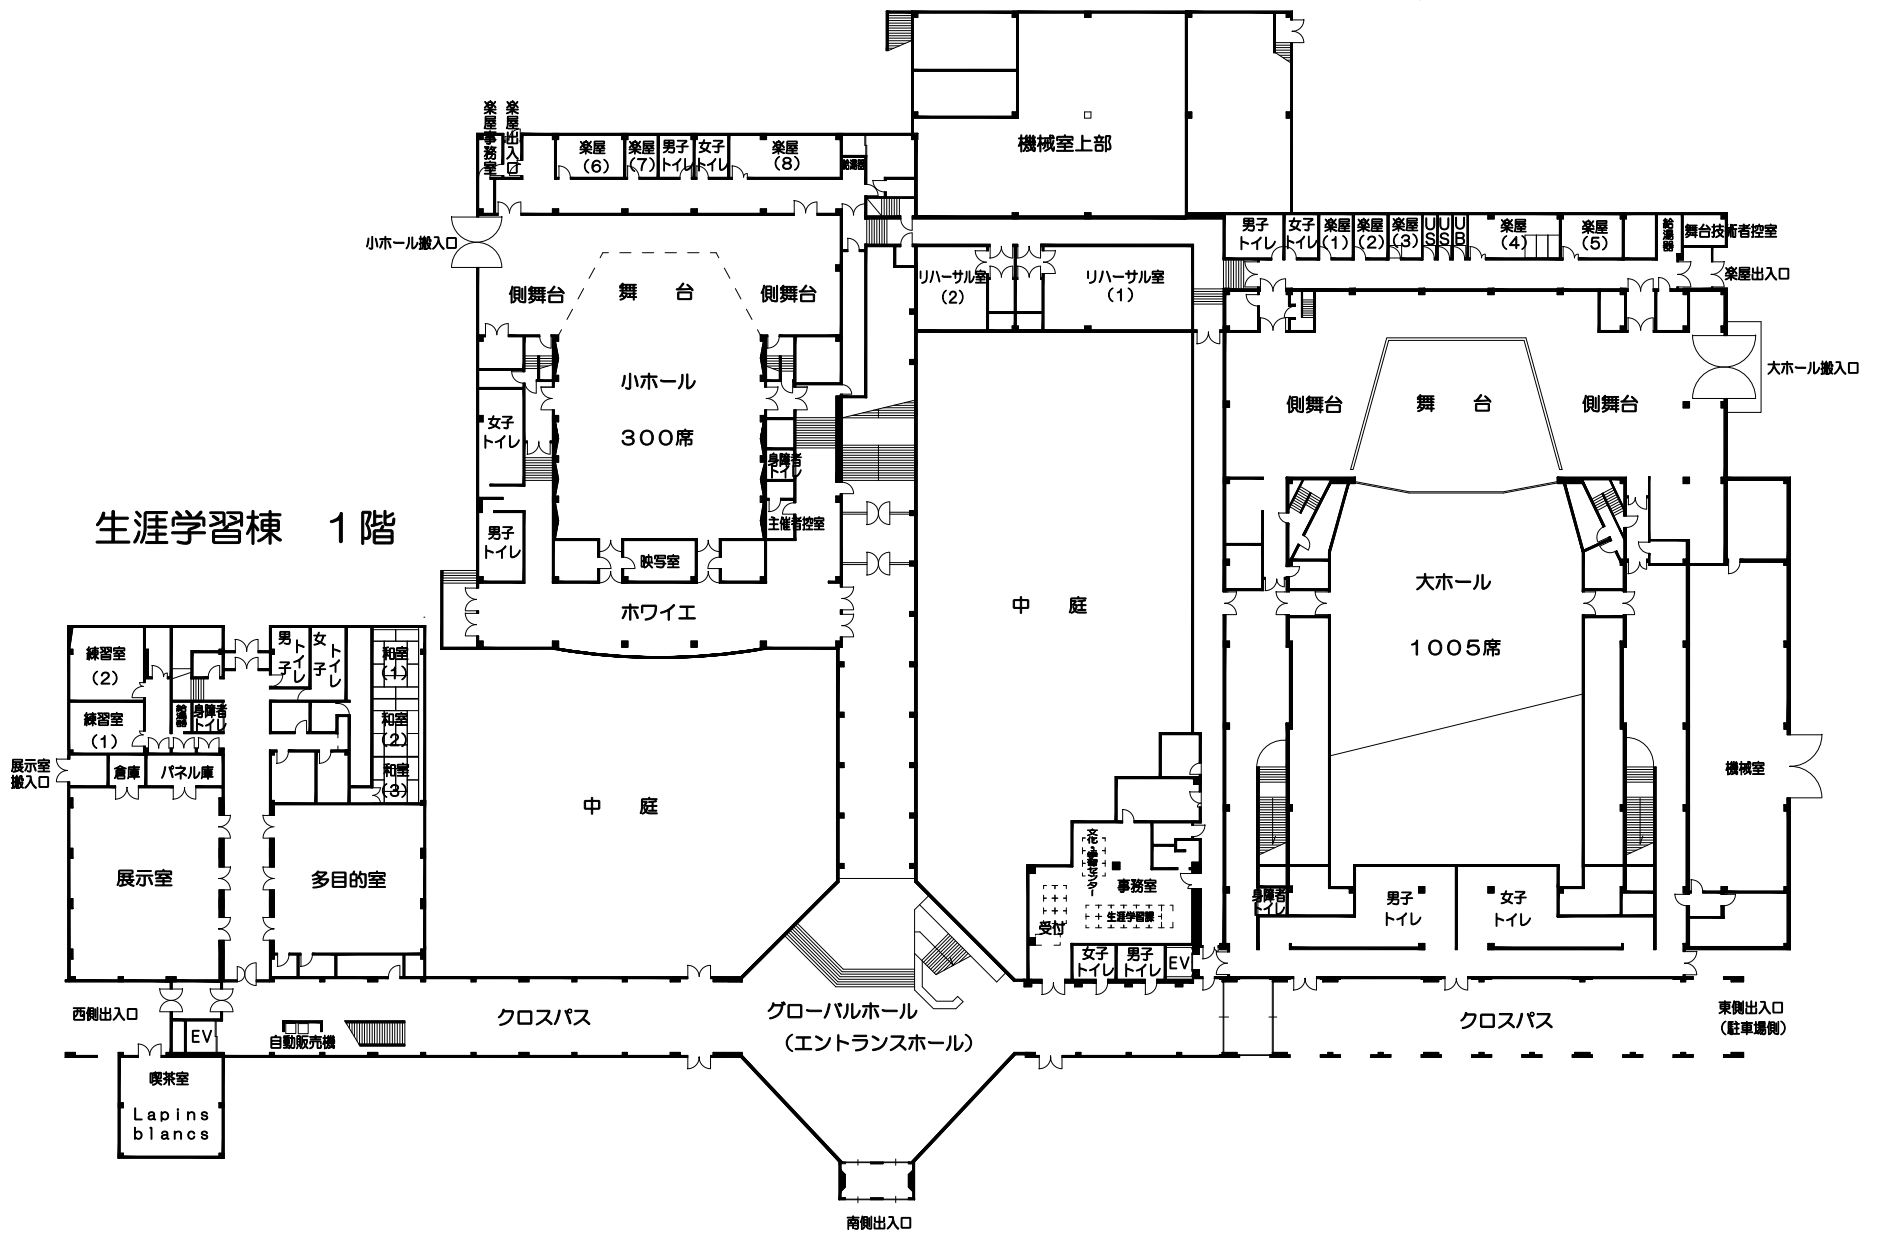 生涯学習棟 1階
機械室上部
楽屋事務室
楽屋出入口
楽屋
(6)
楽屋
(7)
男子
トイレ
女子
トイレ
楽屋
(8)
給湯器
小ホール搬入口
側舞台
舞 台
側舞台
小ホール
300席
女子
トイレ
男子
トイレ
身障者
トイレ
主催者控室
映写室
ホワイエ
リハーサル室
(2)
リハーサル室
(1)
男子
トイレ
女子
トイレ
楽屋
(1)
楽屋
(2)
楽屋
(3)
US
US
UB
楽屋
(4)
楽屋
(5)
給湯器
舞台技術者控室
楽屋出入口
大ホール搬入口
側舞台
舞 台
側舞台
大ホール
1005席
機械室
中 庭
中 庭
練習室
(2)
練習室
(1)
給湯器
身障者
トイレ
男子
トイレ
女子
トイレ
和室
(1)
和室
(2)
和室
(3)
展示室
搬入口
倉庫
パネル庫
展示室
多目的室
文化・学習センター
事務室
生涯学習課
受付
女子
トイレ
男子
トイレ
EV
身障者
トイレ
男子
トイレ
女子
トイレ
西側出入口
EV
自動販売機
クロスパス
グローバルホール
(エントランスホール)
クロスパス
東側出入口
(駐車場側)
喫茶室
Lapins
blancs
南側出入口